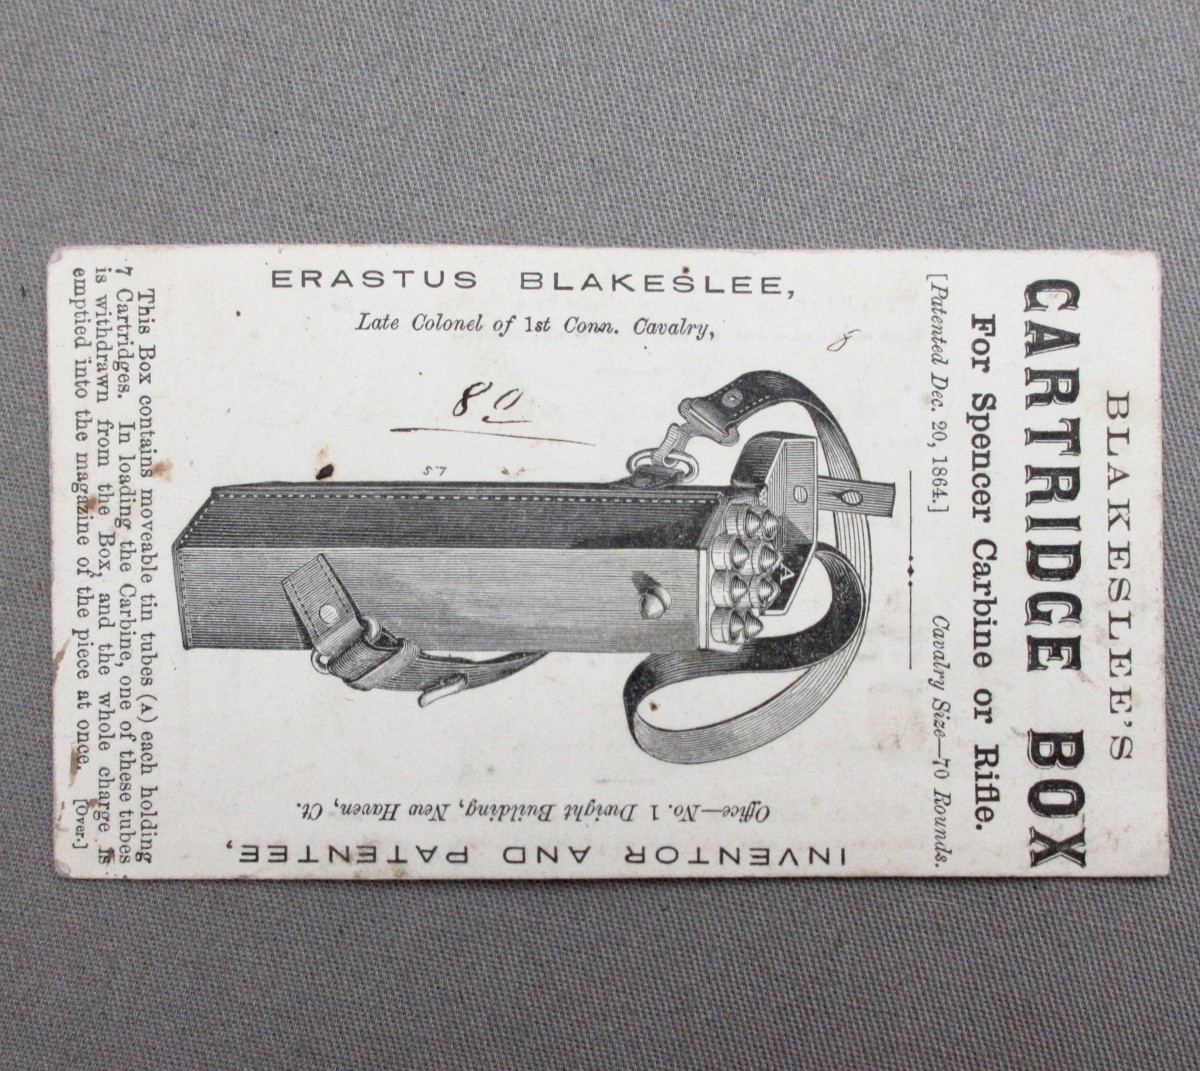 BLAKESLEE'S
CARTRIDGE BOX
For Spencer Carbine or Rifle.
[Patented Dec. 20, 1864.] Cavalry Size—70 Rounds.
ERASTUS BLAKESLEE,
Late Colonel of 1st Conn. Cavalry,
8
80
A
INVENTOR AND PATENTEE,
Office—No. 1 Dwight Building, New Haven, Ct.
This Box contains moveable tin tubes (A) each holding
7 Cartridges. In loading the Carbine, one of these tubes
is withdrawn from the Box, and the whole charge is
emptied into the magazine of the piece at once. [Over.]